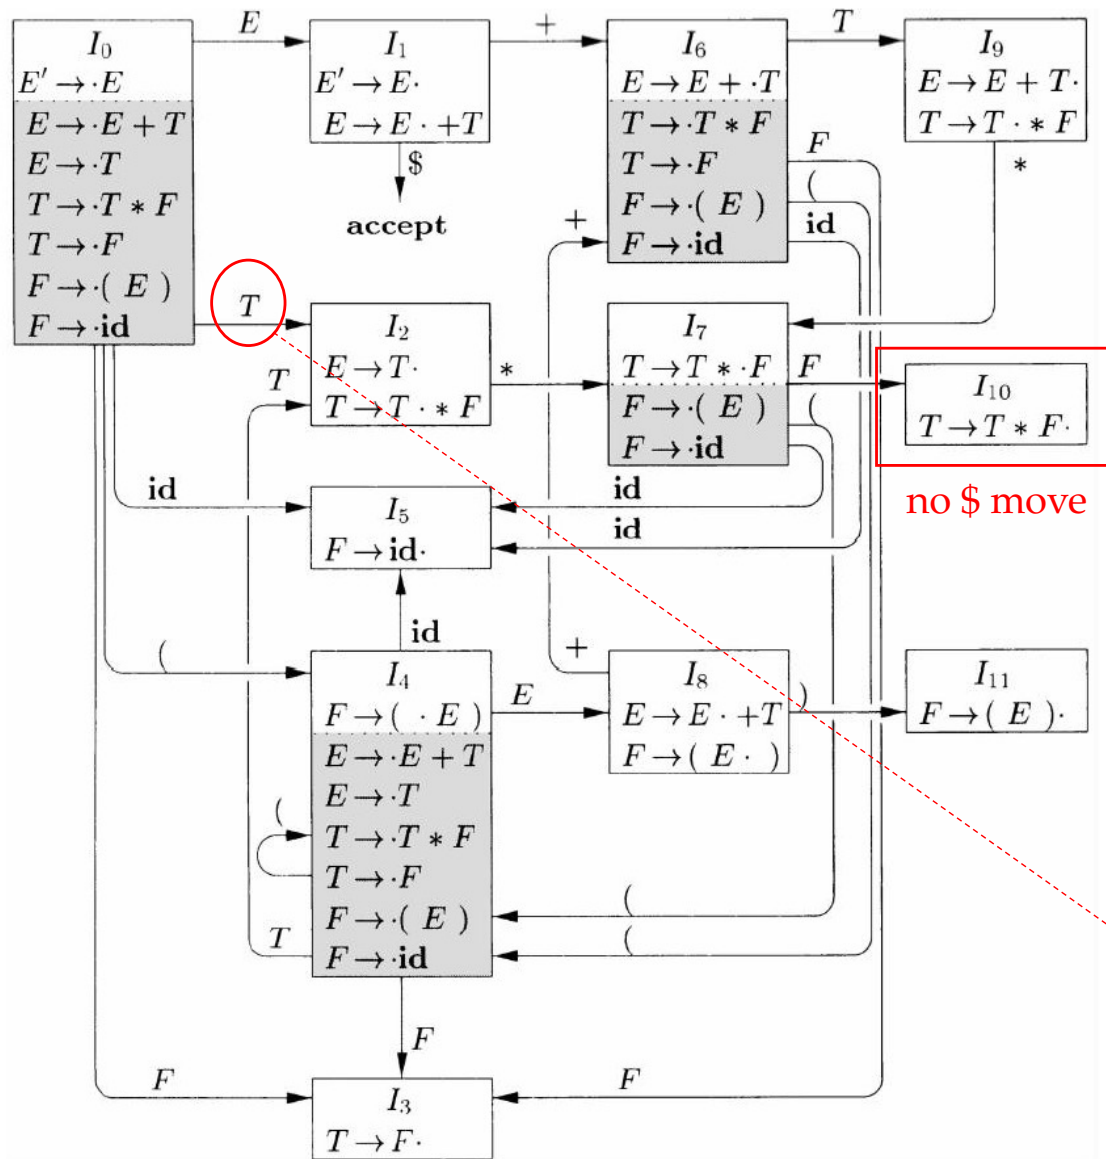 I₀
E′ → ·E
E → ·E + T
E → ·T
T → ·T * F
T → ·F
F → ·( E )
F → ·id
E
I₁
E′ → E·
E → E· +T
$
accept
+
I₆
E → E + ·T
T → ·T * F
T → ·F
F → ·( E )
F → ·id
T
I₉
E → E + T·
T → T· * F
*
F
(
id
+
T
I₂
E → T·
T → T· * F
T
*
I₇
T → T * ·F
F → ·( E )
F → ·id
F
(
I₁₀
T → T * F·
no $ move
id
I₅
F → id·
id
id
id
(
I₄
F → ( ·E )
E → ·E + T
E → ·T
T → ·T * F
T → ·F
F → ·( E )
F → ·id
E
+
I₈
E → E· +T
F → ( E· )
)
I₁₁
F → ( E )·
(
T
(
(
F
F
I₃
T → F·
F